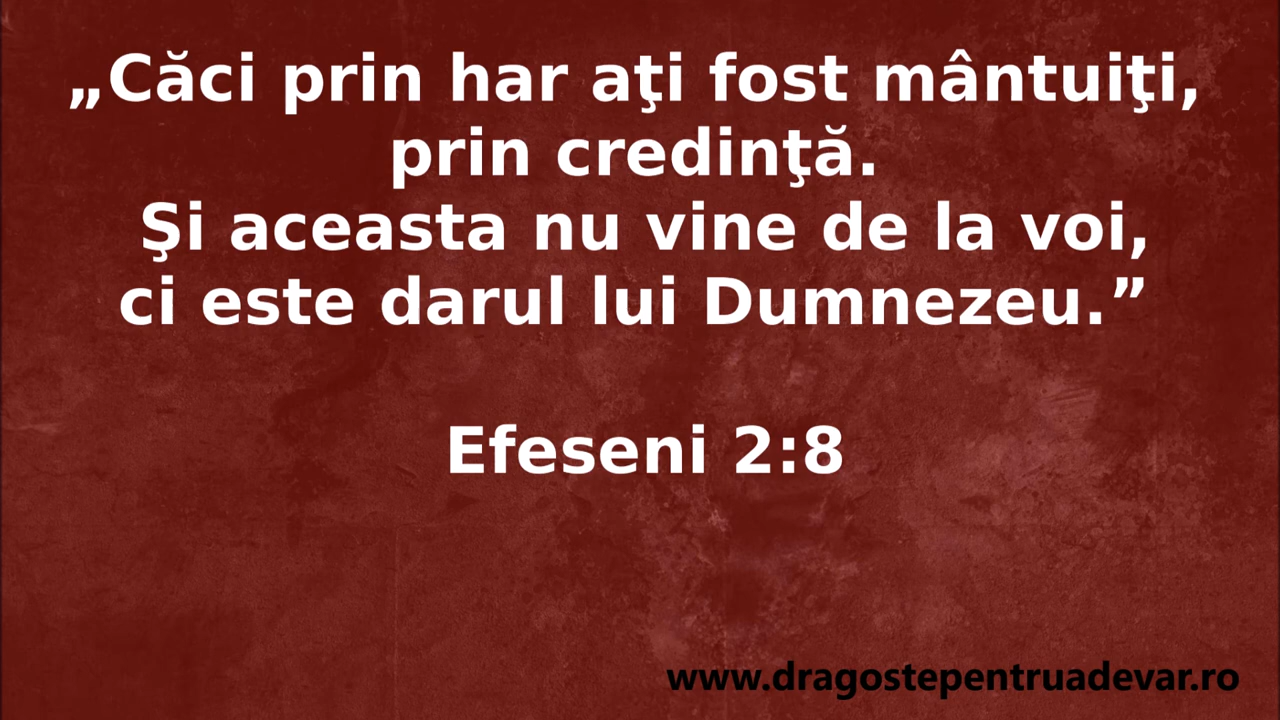 „Căci prin har aţi fost mântuiţi,
prin credinţă.
Şi aceasta nu vine de la voi,
ci este darul lui Dumnezeu.”
Efeseni 2:8
www.dragostepentruadevar.ro